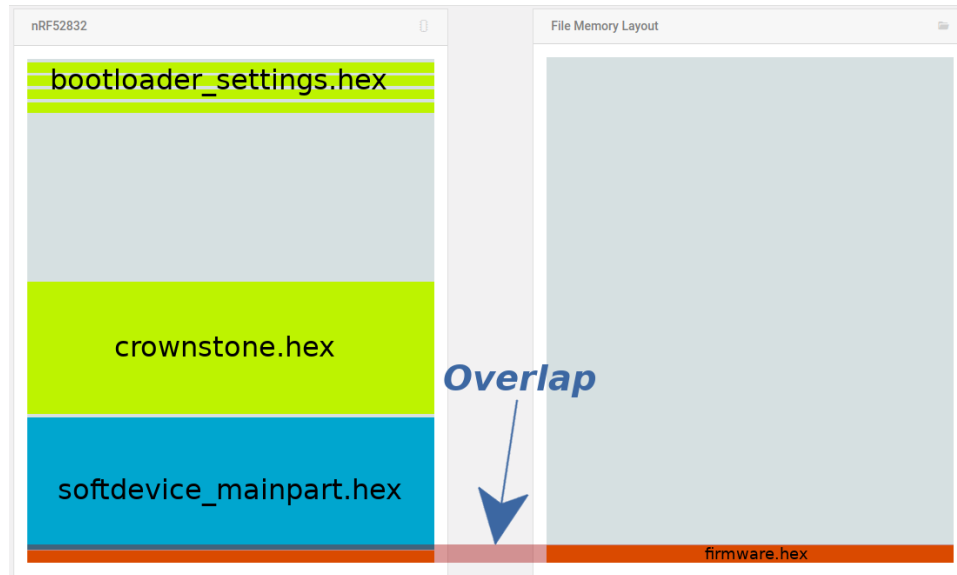 nRF52832
File Memory Layout
bootloader_settings.hex
crownstone.hex
Overlap
softdevice_mainpart.hex
firmware.hex